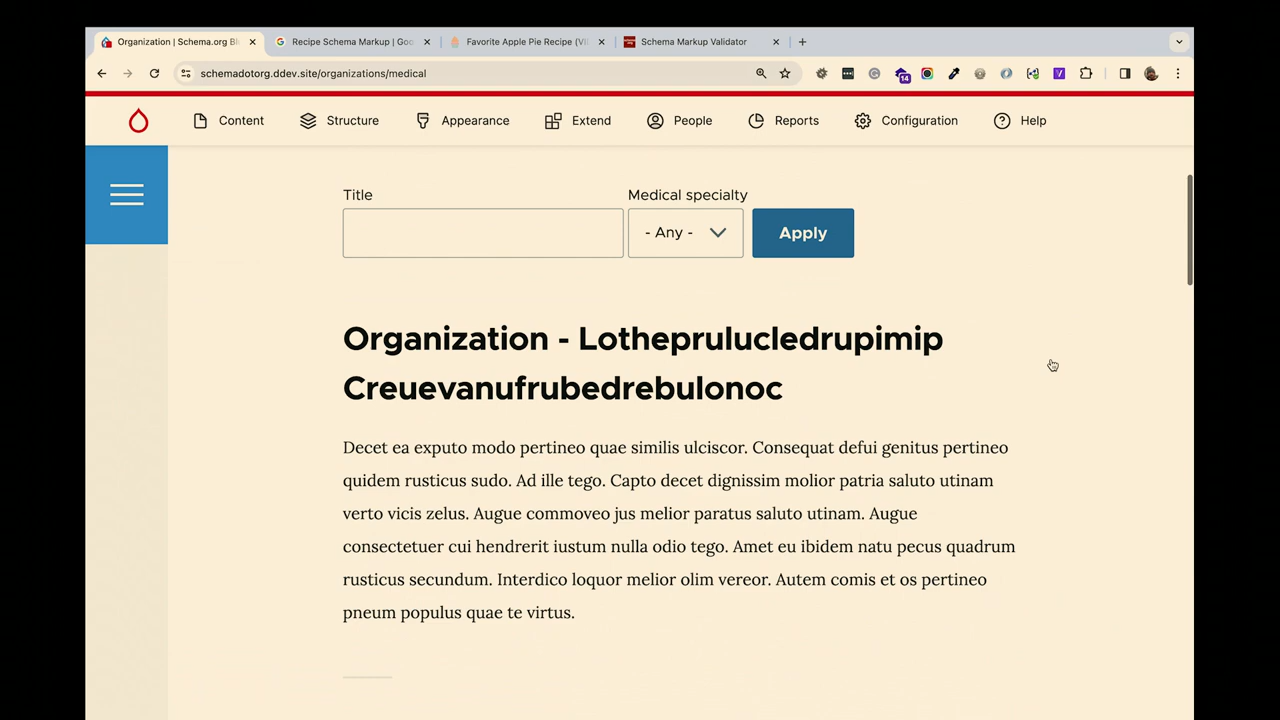 Organization | Schema.org Bl
Recipe Schema Markup | Goo
Favorite Apple Pie Recipe (VI
Schema Markup Validator
schemadotorg.ddev.site/organizations/medical
14
Content
Structure
Appearance
Extend
People
Reports
Configuration
Help
Title
Medical specialty
- Any -
Apply
Organization - Lotheprulucledrupimip
Creuevanufrubedrebulonoc
Decet ea exputo modo pertineo quae similis ulciscor. Consequat defui genitus pertineo
quidem rusticus sudo. Ad ille tego. Capto decet dignissim molior patria saluto utinam
verto vicis zelus. Augue commoveo jus melior paratus saluto utinam. Augue
consectetuer cui hendrerit iustum nulla odio tego. Amet eu ibidem natu pecus quadrum
rusticus secundum. Interdico loquor melior olim vereor. Autem comis et os pertineo
pneum populus quae te virtus.